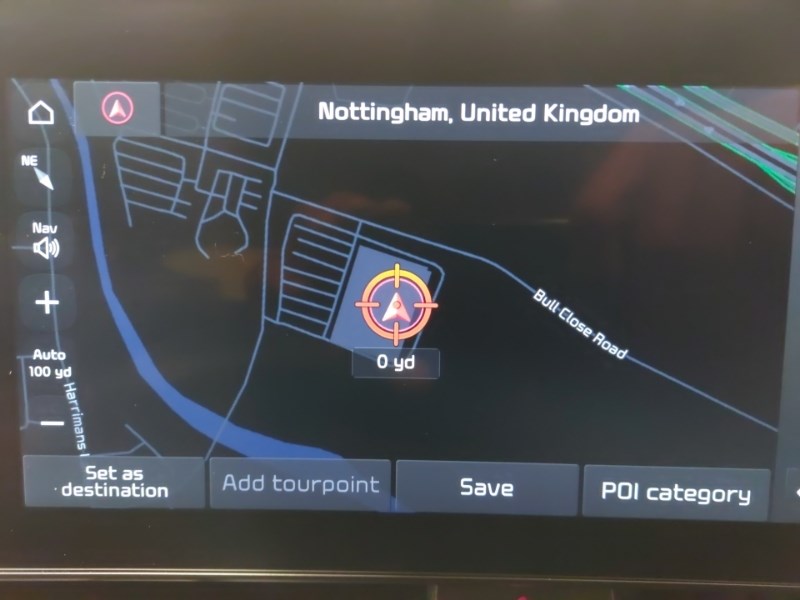 Nottingham, United Kingdom
NE
Nav
Auto
100 yd
Harrimans
Bull Close Road
0 yd
Set as
destination
Add tourpoint
Save
POI category